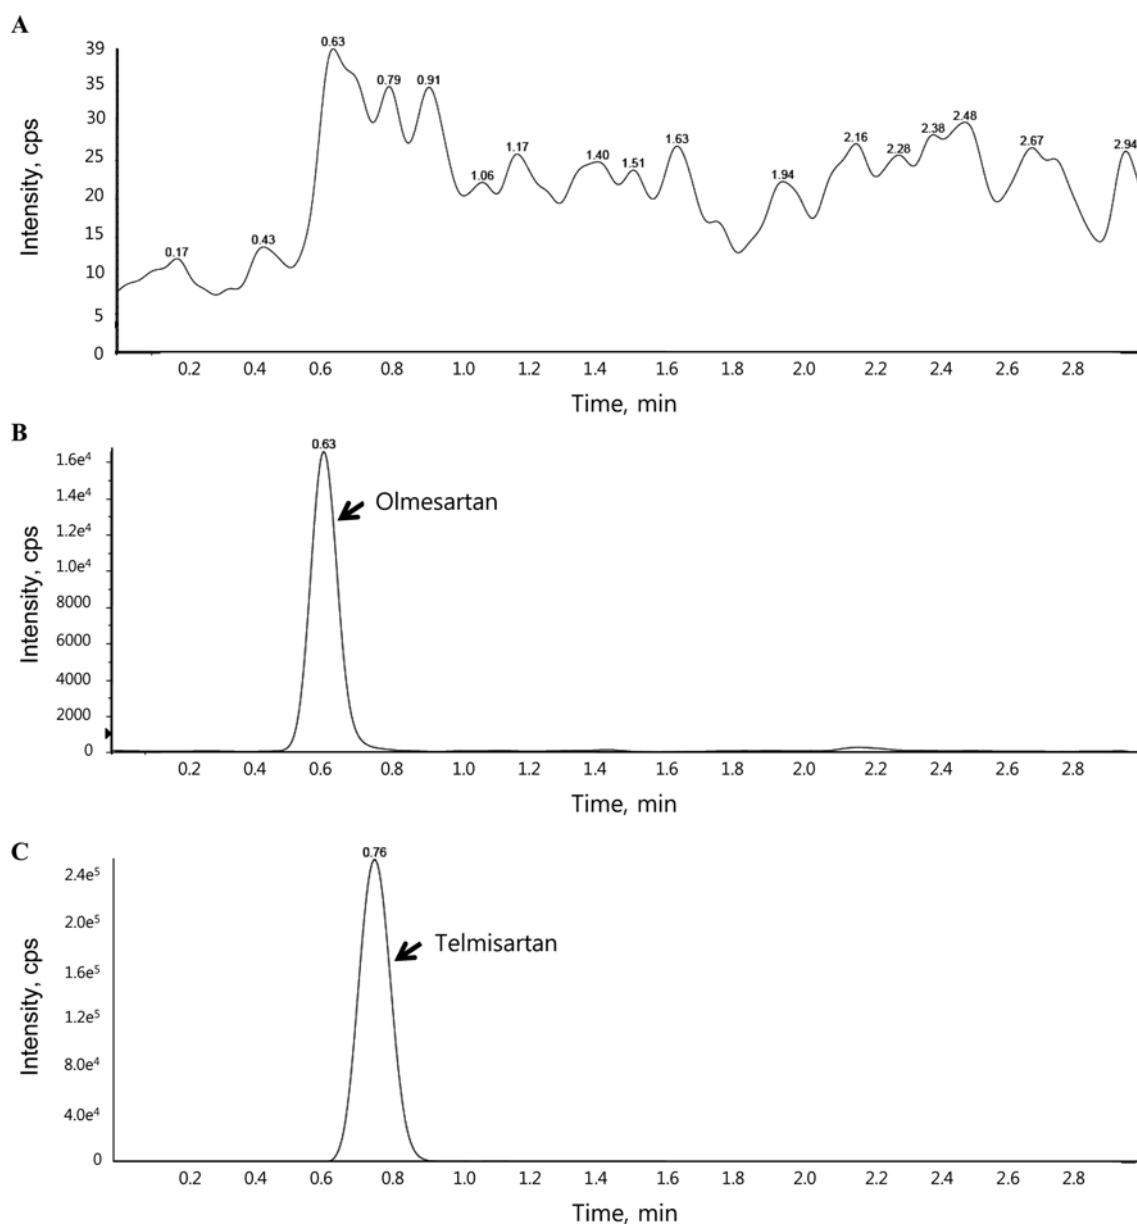 A
Intensity, cps
39
35
30
25
20
15
10
5
0
0.17
0.43
0.63
0.79
0.91
1.06
1.17
1.40
1.51
1.63
1.94
2.16
2.28
2.38
2.48
2.67
2.94
0.2 0.4 0.6 0.8 1.0 1.2 1.4 1.6 1.8 2.0 2.2 2.4 2.6 2.8
Time, min
B
Intensity, cps
1.6e⁴
1.4e⁴
1.2e⁴
1.0e⁴
8000
6000
4000
2000
0
0.63
Olmesartan
0.2 0.4 0.6 0.8 1.0 1.2 1.4 1.6 1.8 2.0 2.2 2.4 2.6 2.8
Time, min
C
Intensity, cps
2.4e⁵
2.0e⁵
1.6e⁵
1.2e⁵
8.0e⁴
4.0e⁴
0
0.76
Telmisartan
0.2 0.4 0.6 0.8 1.0 1.2 1.4 1.6 1.8 2.0 2.2 2.4 2.6 2.8
Time, min